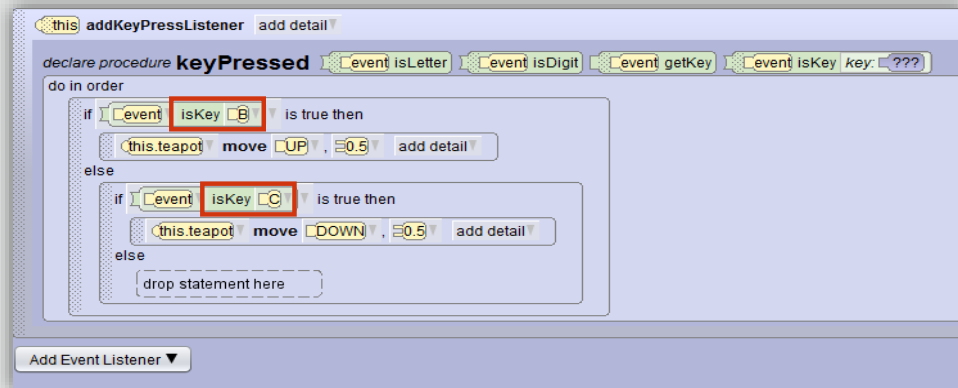 this addKeyPressListener add detail
declare procedure keyPressed event isLetter event isDigit event getKey event isKey key: ???
do in order
if event isKey B is true then
this.teapot move UP , 0.5 add detail
else
if event isKey C is true then
this.teapot move DOWN , 0.5 add detail
else
drop statement here
Add Event Listener